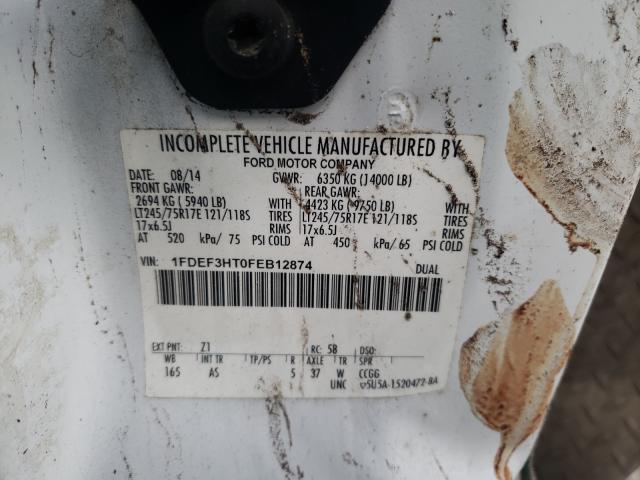 INCOMPLETE VEHICLE MANUFACTURED BY
FORD MOTOR COMPANY
DATE: 08/14 GVWR: 6350 KG (14000 LB)
FRONT GAWR: REAR GAWR:
2694 KG ( 5940 LB) WITH 4423 KG ( 9750 LB) WITH
LT245/75R17E 121/118S TIRES LT245/75R17E 121/118S TIRES
17x6.5J RIMS 17x6.5J RIMS
AT 520 kPa/ 75 PSI COLD AT 450 kPa/ 65 PSI COLD
VIN: 1FDEF3HT0FEB12874 DUAL
EXT PNT: Z1 RC: 5B DSO:
WB INT TR TP/PS R AXLE TR SPR
165 AS 5 37 W CCGG
UNC 5U5A-1520472-BA